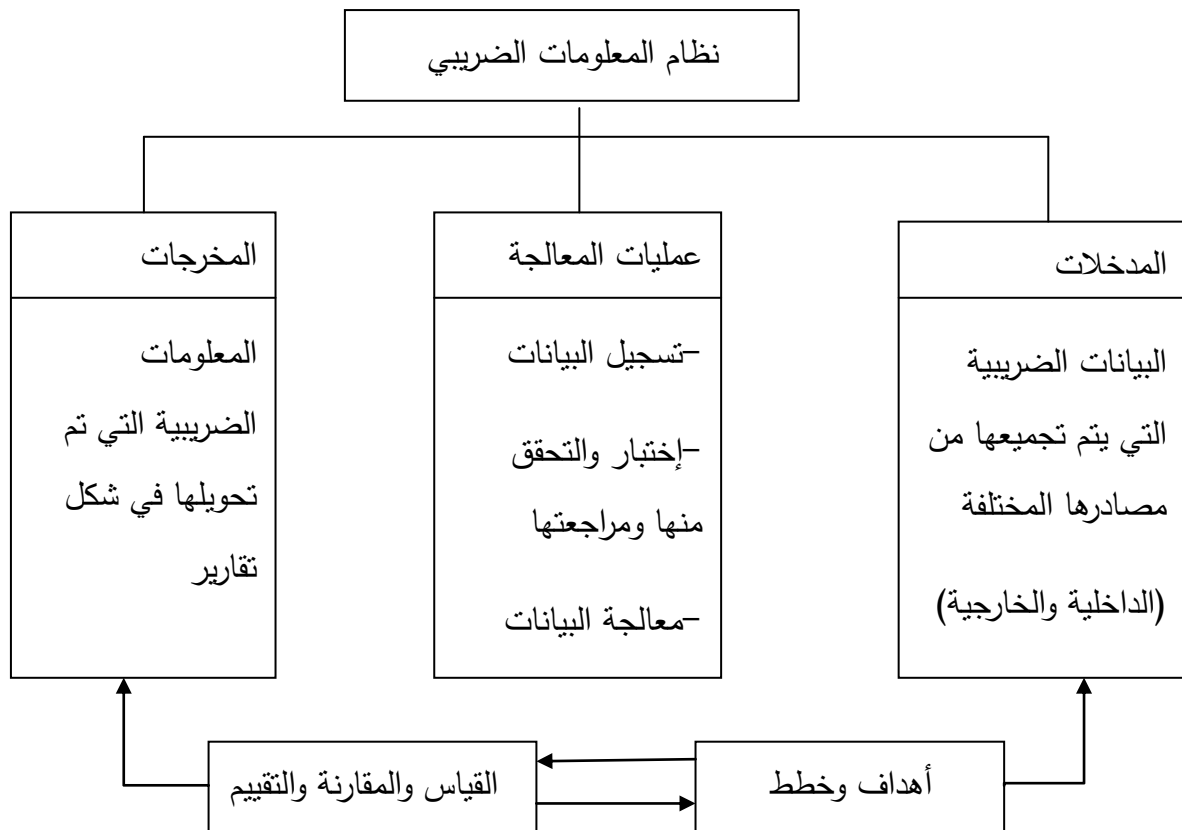 نظام المعلومات الضريبي
المدخلات
البيانات الضريبية
التي يتم تجميعها من
مصادرها المختلفة
(الداخلية والخارجية)
عمليات المعالجة
-تسجيل البيانات
-إختبار والتحقق
منها ومراجعتها
-معالجة البيانات
المخرجات
المعلومات
الضريبية التي تم
تحويلها في شكل
تقارير
أهداف وخطط
القياس والمقارنة والتقييم